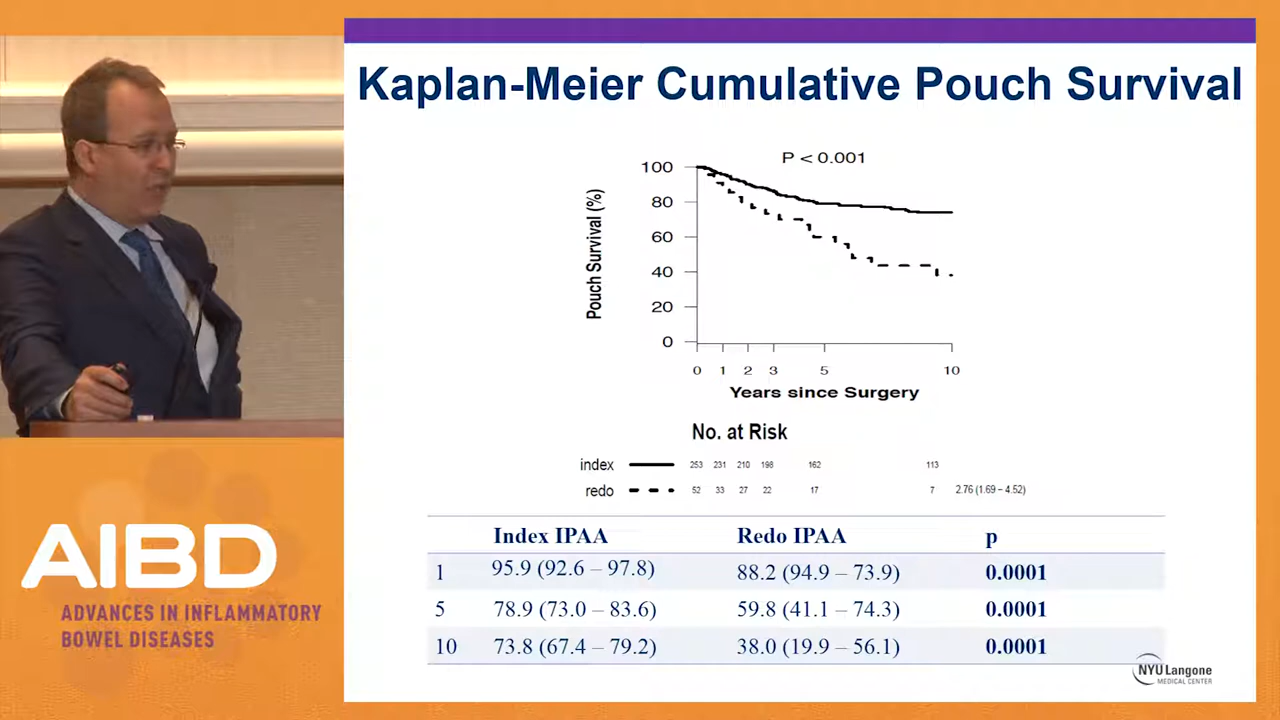 Kaplan-Meier Cumulative Pouch Survival
P < 0.001
Pouch Survival (%)
100
80
60
40
20
0
0 1 2 3 5 10
Years since Surgery
No. at Risk
index 253 231 210 198 162 113
redo 52 33 27 22 17 7 2.76 (1.69 – 4.52)
Index IPAA Redo IPAA p
1 95.9 (92.6 – 97.8) 88.2 (94.9 – 73.9) 0.0001
5 78.9 (73.0 – 83.6) 59.8 (41.1 – 74.3) 0.0001
10 73.8 (67.4 – 79.2) 38.0 (19.9 – 56.1) 0.0001
NYU Langone
MEDICAL CENTER
AIBD
ADVANCES IN INFLAMMATORY
BOWEL DISEASES